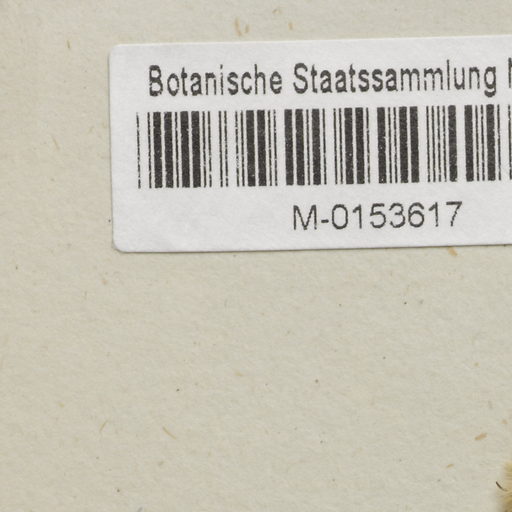 Botanische Staatssammlung
M-0153617